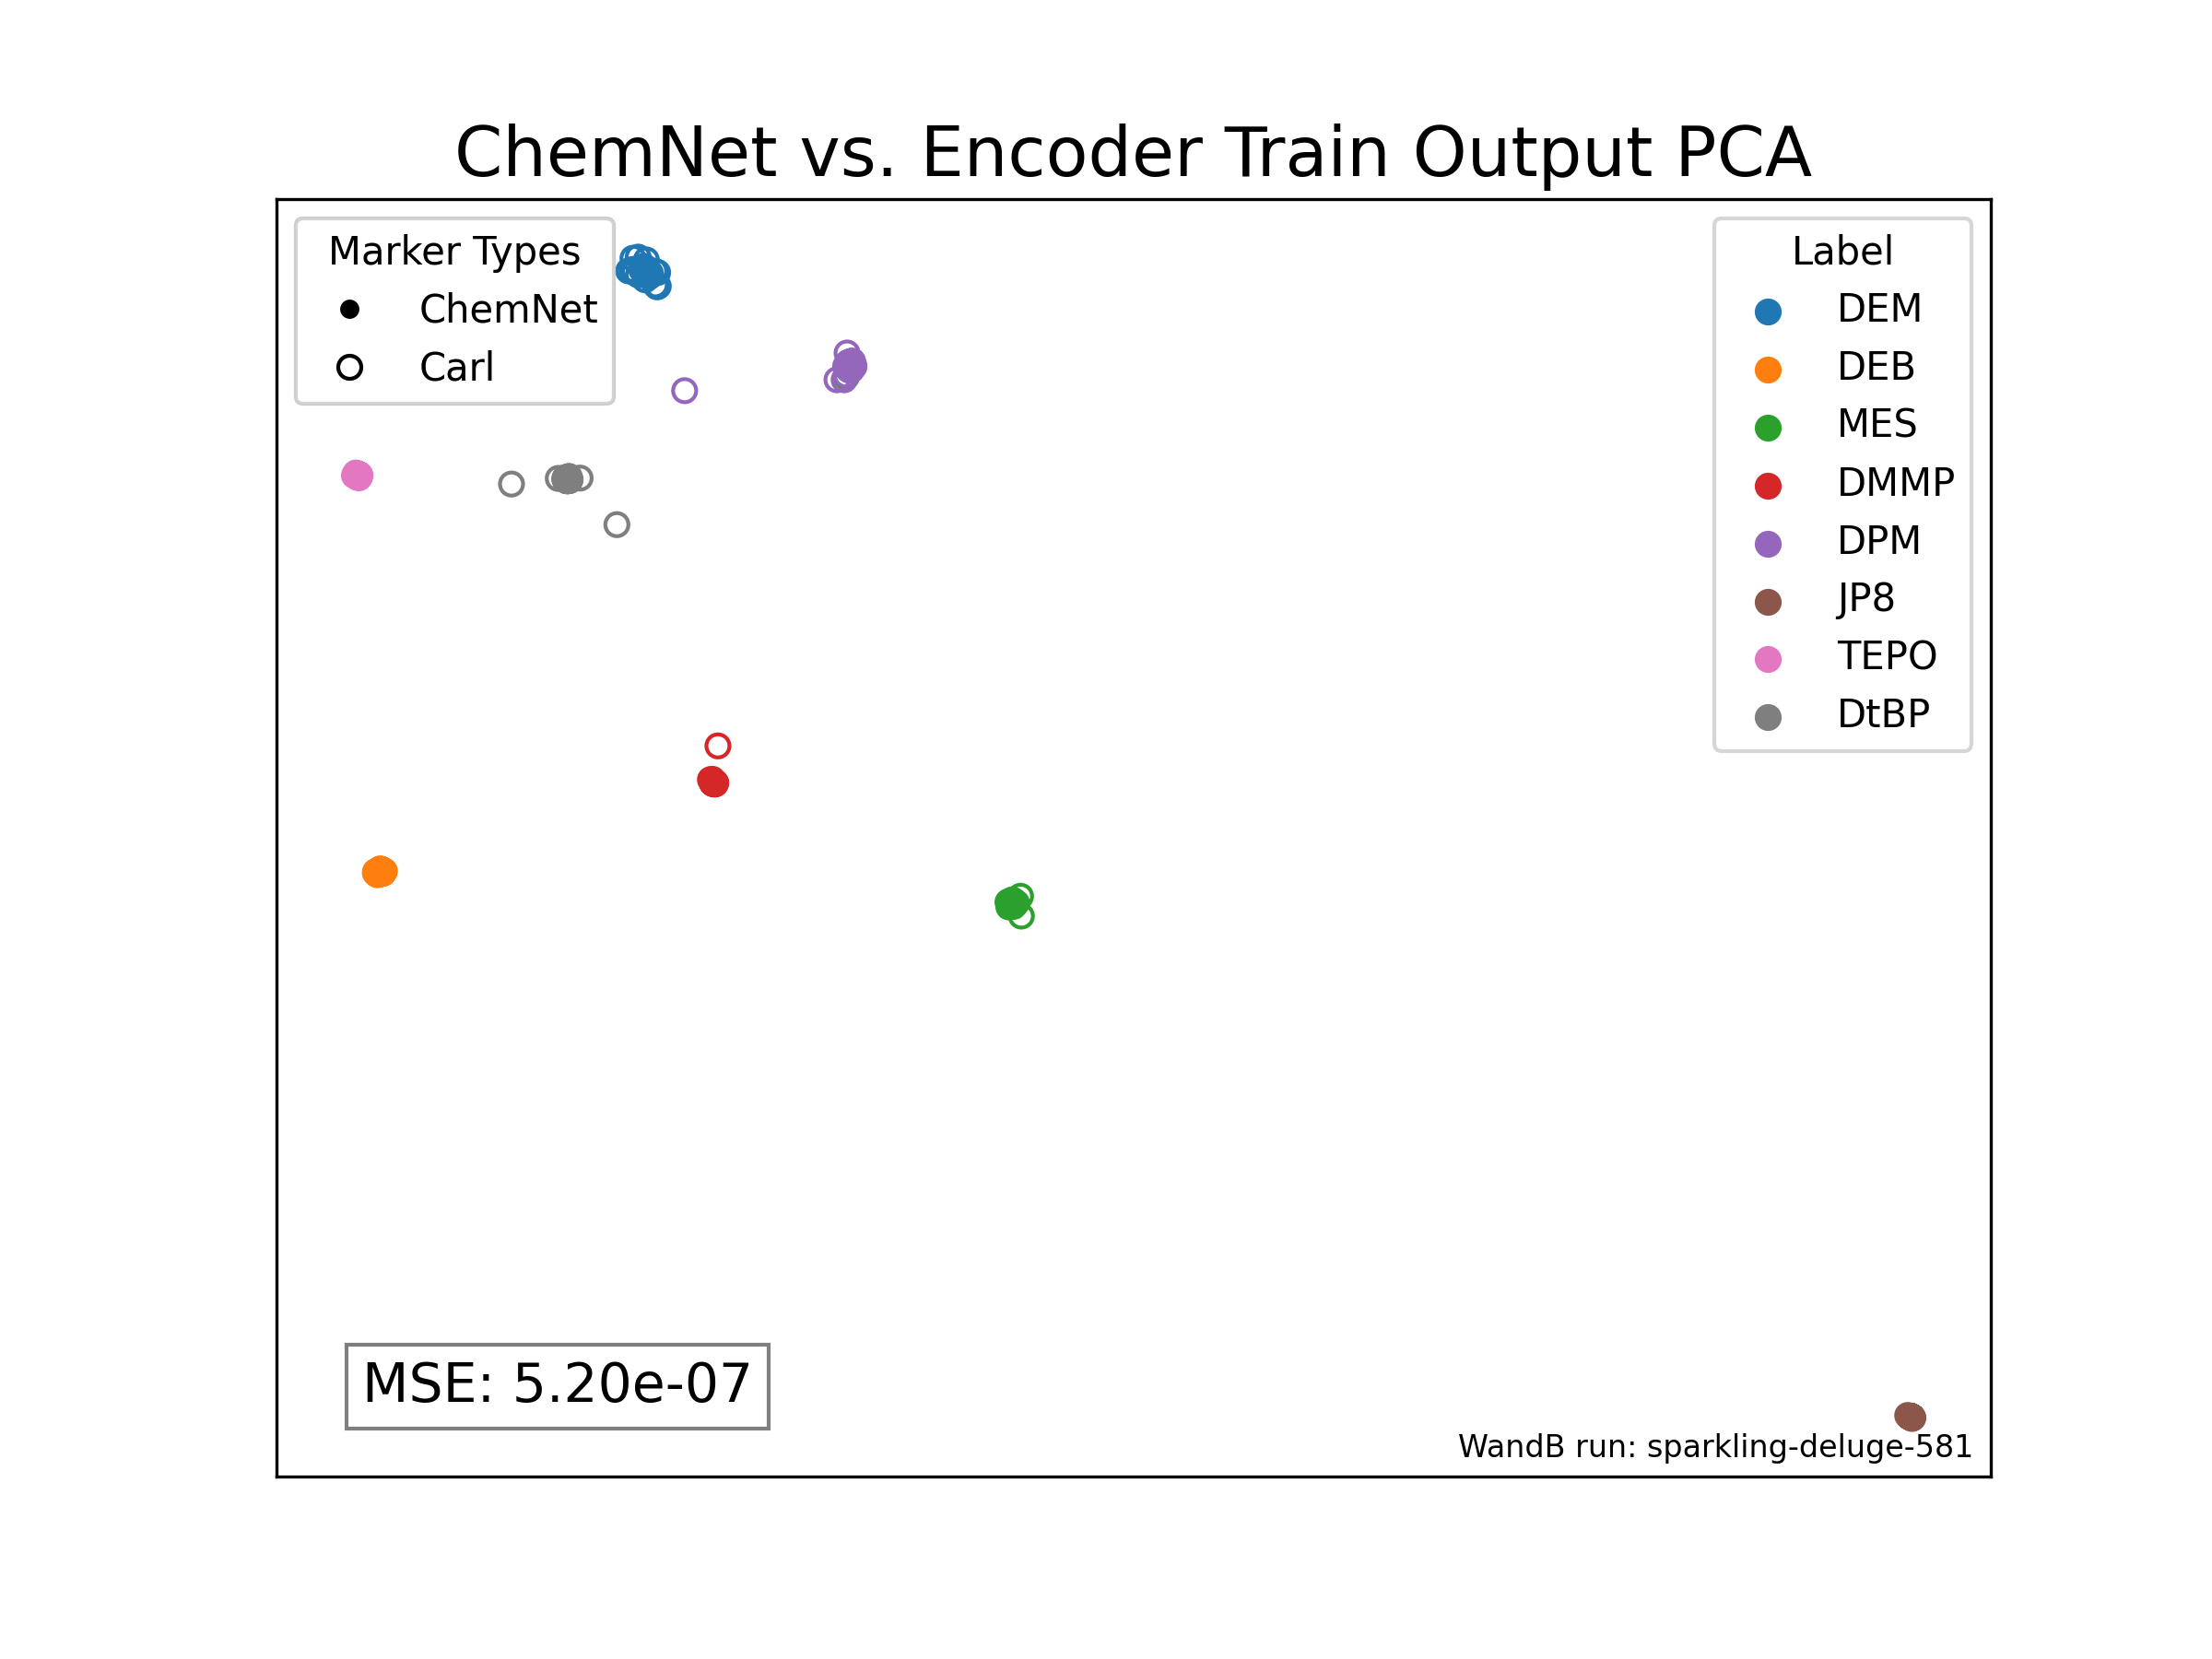 ChemNet vs. Encoder Train Output PCA
Marker Types
ChemNet
Carl
Label
DEM
DEB
MES
DMMP
DPM
JP8
TEPO
DtBP
MSE: 5.20e-07
WandB run: sparkling-deluge-581